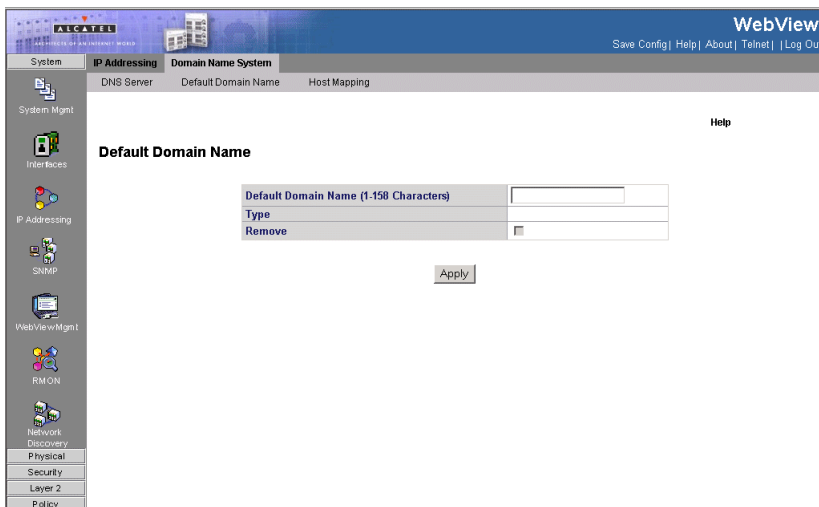 ALCATEL
ARCHITECTS OF AN INTERNET WORLD
WebView
Save Config| Help| About| Telnet| |Log Ou
System
IP Addressing
Domain Name System
DNS Server
Default Domain Name
Host Mapping
System Mgmt
Interfaces
IP Addressing
SNMP
WebViewMgmt
RMON
Network
Discovery
Physical
Security
Layer 2
Policy
Help
Default Domain Name
Default Domain Name (1-158 Characters)
Type
Remove
Apply